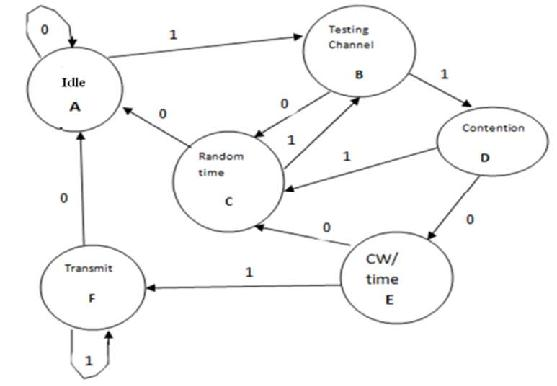 0
1
Testing
Channel
B
Idle
A
0
0
1
1
Contention
D
1
Random
time
C
0
0
0
CW/
time
E
Transmit
F
1
1